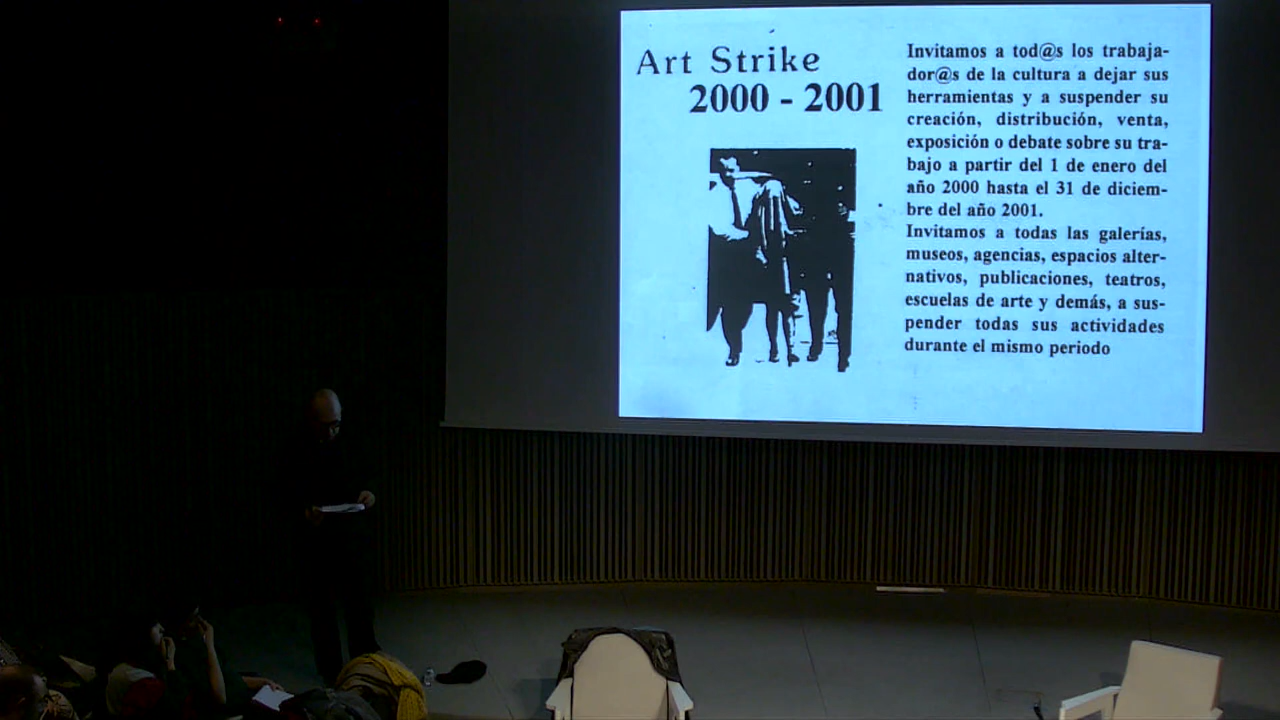 Art Strike
2000 - 2001
Invitamos a tod@s los trabaja-
dor@s de la cultura a dejar sus
herramientas y a suspender su
creación, distribución, venta,
exposición o debate sobre su tra-
bajo a partir del 1 de enero del
año 2000 hasta el 31 de diciem-
bre del año 2001.
Invitamos a todas las galerías,
museos, agencias, espacios alter-
nativos, publicaciones, teatros,
escuelas de arte y demás, a sus-
pender todas sus actividades
durante el mismo periodo